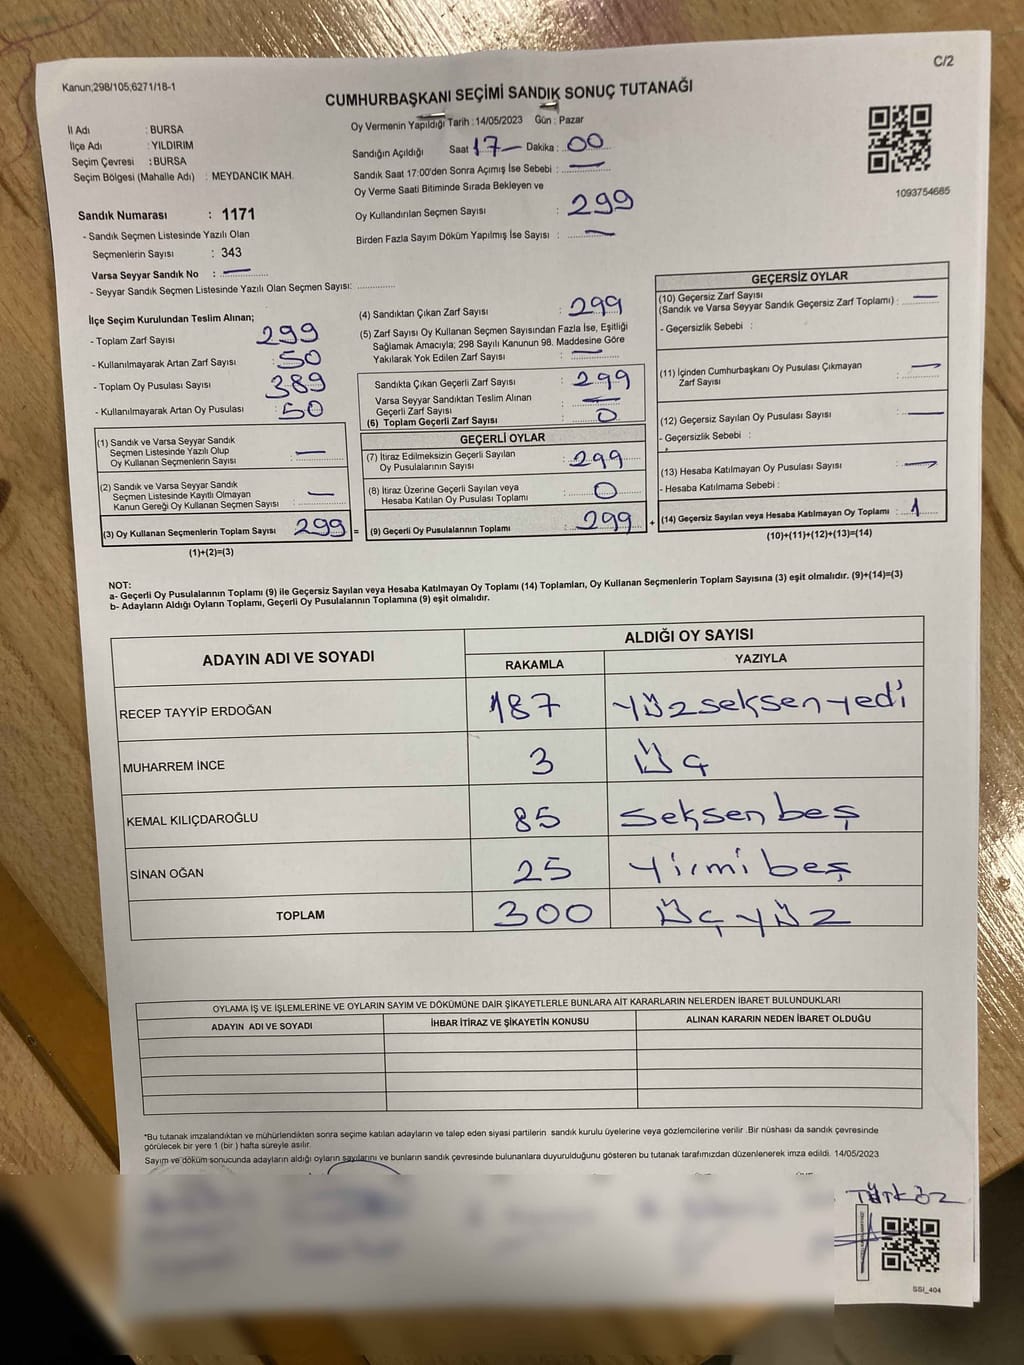 Kanun;298/105;6271/18-1
C/2
CUMHURBAŞKANI SEÇİMİ SANDIK SONUÇ TUTANAĞI
İl Adı : BURSA
İlçe Adı : YILDIRIM
Seçim Çevresi : BURSA
Seçim Bölgesi (Mahalle Adı) : MEYDANCIK MAH.
Sandık Numarası : 1171
- Sandık Seçmen Listesinde Yazılı Olan
Seçmenlerin Sayısı : 343
Varsa Seyyar Sandık No : —
- Seyyar Sandık Seçmen Listesinde Yazılı Olan Seçmen Sayısı: ..............
Oy Vermenin Yapıldığı Tarih : 14/05/2023 Gün : Pazar
Sandığın Açıldığı Saat 17 — Dakika : 00
Sandık Saat 17:00'den Sonra Açımış İse Sebebi : —
Oy Verme Saati Bitiminde Sırada Bekleyen ve
Oy Kullandırılan Seçmen Sayısı : 299
Birden Fazla Sayım Döküm Yapılmış İse Sayısı : —
1093754685
İlçe Seçim Kurulundan Teslim Alınan;
- Toplam Zarf Sayısı 299
- Kullanılmayarak Artan Zarf Sayısı : 50
- Toplam Oy Pusulası Sayısı : 389
- Kullanılmayarak Artan Oy Pusulası : 50
(1) Sandık ve Varsa Seyyar Sandık
Seçmen Listesinde Yazılı Olup
Oy Kullanan Seçmenlerin Sayısı : —
(2) Sandık ve Varsa Seyyar Sandık
Seçmen Listesinde Kayıtlı Olmayan
Kanun Gereği Oy Kullanan Seçmen Sayısı : —
(3) Oy Kullanan Seçmenlerin Toplam Sayısı 299 =
(1)+(2)=(3)
(4) Sandıktan Çıkan Zarf Sayısı : 299
(5) Zarf Sayısı Oy Kullanan Seçmen Sayısından Fazla İse, Eşitliği
Sağlamak Amacıyla; 298 Sayılı Kanunun 98. Maddesine Göre
Yakılarak Yok Edilen Zarf Sayısı : —
Sandıkta Çıkan Geçerli Zarf Sayısı : 299
Varsa Seyyar Sandıktan Teslim Alınan
Geçerli Zarf Sayısı : —
(6) Toplam Geçerli Zarf Sayısı : 0
GEÇERLİ OYLAR
(7) İtiraz Edilmeksizin Geçerli Sayılan
Oy Pusulalarının Sayısı : 299
(8) İtiraz Üzerine Geçerli Sayılan veya
Hesaba Katılan Oy Pusulası Toplamı : 0
(9) Geçerli Oy Pusulalarının Toplamı : 299 +
GEÇERSİZ OYLAR
(10) Geçersiz Zarf Sayısı
(Sandık ve Varsa Seyyar Sandık Geçersiz Zarf Toplamı) : —
- Geçersizlik Sebebi :
(11) İçinden Cumhurbaşkanı Oy Pusulası Çıkmayan
Zarf Sayısı : —
(12) Geçersiz Sayılan Oy Pusulası Sayısı : —
- Geçersizlik Sebebi :
(13) Hesaba Katılmayan Oy Pusulası Sayısı : —
- Hesaba Katılmama Sebebi :
(14) Geçersiz Sayılan veya Hesaba Katılmayan Oy Toplamı : 1
(10)+(11)+(12)+(13)=(14)
NOT:
a- Geçerli Oy Pusulalarının Toplamı (9) ile Geçersiz Sayılan veya Hesaba Katılmayan Oy Toplamı (14) Toplamları, Oy Kullanan Seçmenlerin Toplam Sayısına (3) eşit olmalıdır. (9)+(14)=(3)
b- Adayların Aldığı Oyların Toplamı, Geçerli Oy Pusulalarının Toplamına (9) eşit olmalıdır.
ADAYIN ADI VE SOYADI
ALDIĞI OY SAYISI
RAKAMLA YAZIYLA
RECEP TAYYİP ERDOĞAN 187 Yüzseksenyedi
MUHARREM İNCE 3 Üç
KEMAL KILIÇDAROĞLU 85 Seksen beş
SİNAN OĞAN 25 Yirmi beş
TOPLAM 300 Üç yüz
OYLAMA İŞ VE İŞLEMLERİNE VE OYLARIN SAYIM VE DÖKÜMÜNE DAİR ŞİKAYETLERLE BUNLARA AİT KARARLARIN NELERDEN İBARET BULUNDUKLARI
ADAYIN ADI VE SOYADI İHBAR İTİRAZ VE ŞİKAYETİN KONUSU ALINAN KARARIN NEDEN İBARET OLDUĞU
*Bu tutanak imzalandıktan ve mühürlendikten sonra seçime katılan adayların ve talep eden siyasi partilerin sandık kurulu üyelerine veya gözlemcilerine verilir .Bir nüshası da sandık çevresinde
görülecek bir yere 1 (bir ) hafta süreyle asılır.
Sayım ve döküm sonucunda adayların aldığı oyların sayılarını ve bunların sandık çevresinde bulunanlara duyurulduğunu gösteren bu tutanak tarafımızdan düzenlenerek imza edildi. 14/05/2023
TÜRKÖZ
SSI_404